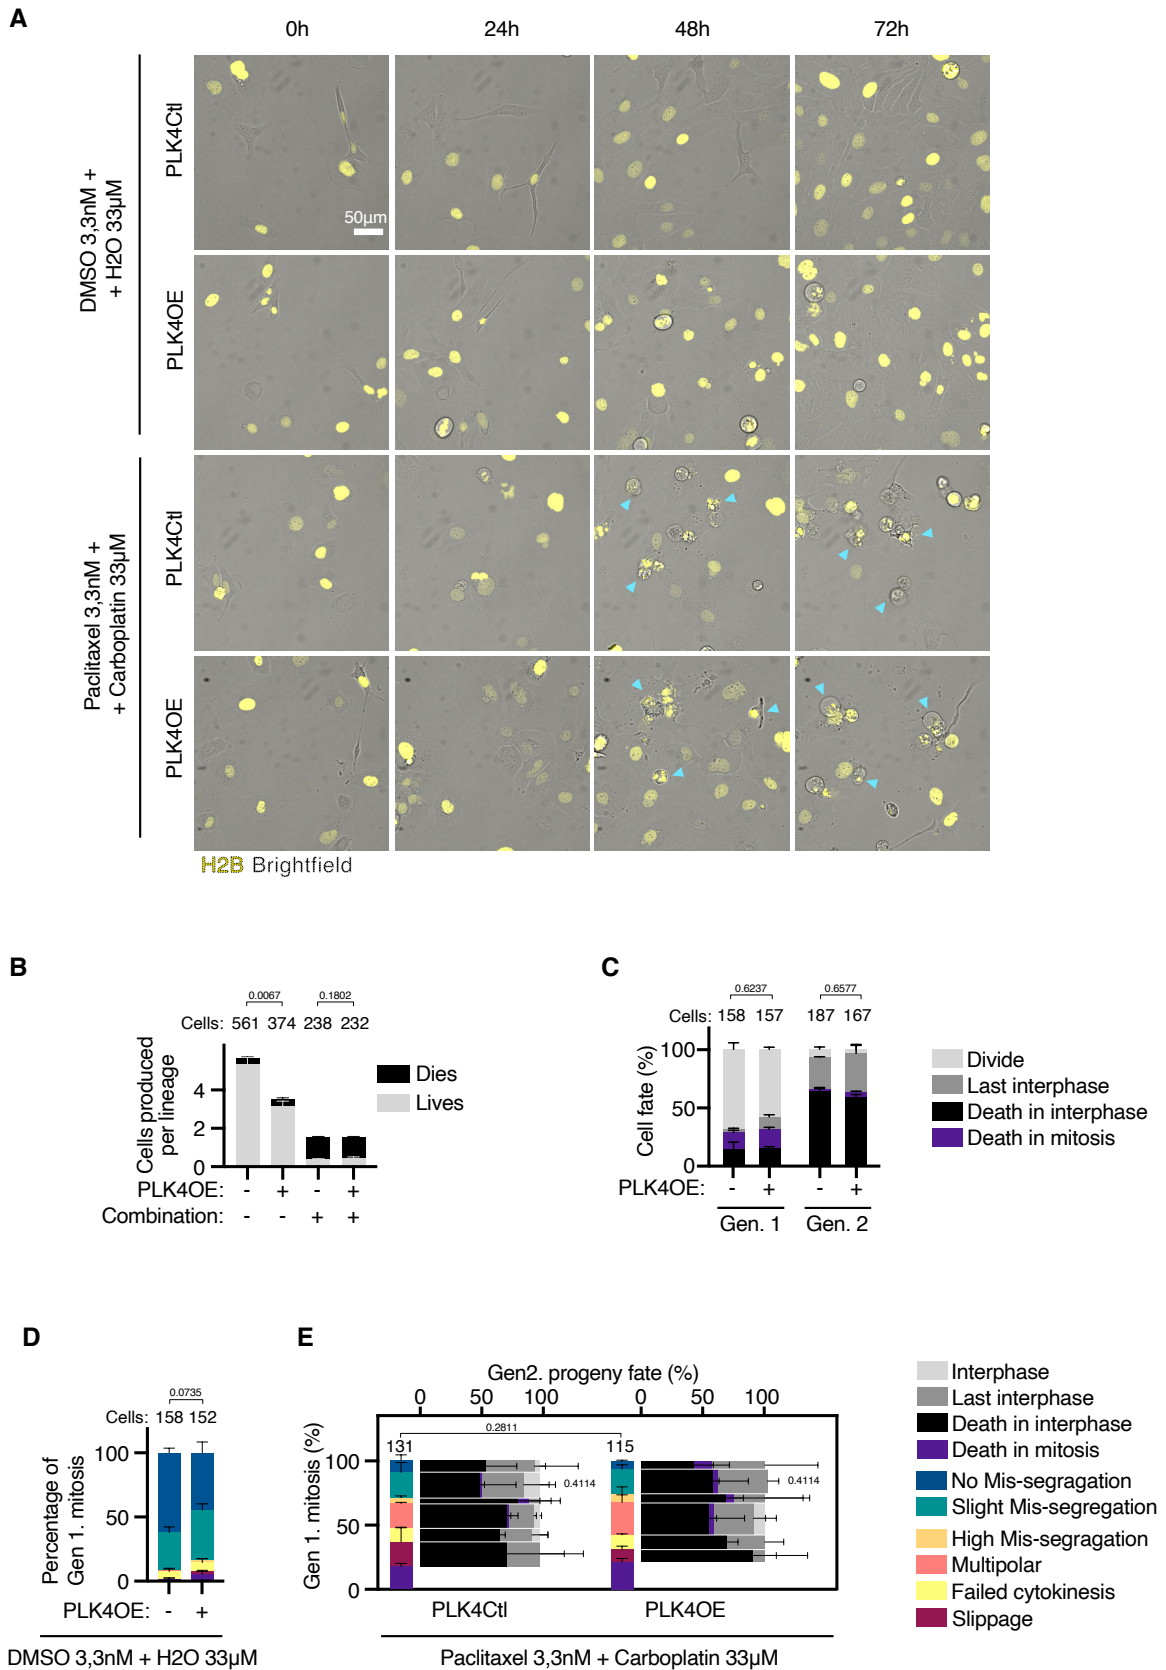 A
0h 24h 48h 72h
DMSO 3,3nM +
+ H2O 33µM
PLK4Ctl
50µm
PLK4OE
Paclitaxel 3,3nM +
+ Carboplatin 33µM
PLK4Ctl
PLK4OE
H2B Brightfield
B
0.0067 0.1802
Cells: 561 374 238 232
Cells produced
per lineage
4
2
0
Dies
Lives
PLK4OE: - + - +
Combination: - - + +
C
0.6237 0.6577
Cells: 158 157 187 167
Cell fate (%)
100
50
0
Divide
Last interphase
Death in interphase
Death in mitosis
PLK4OE: - + - +
Gen. 1 Gen. 2
D
0.0735
Cells: 158 152
Percentage of
Gen 1. mitosis
100
50
0
PLK4OE: - +
DMSO 3,3nM + H2O 33µM
E
Gen2. progeny fate (%)
0 50 100 0 50 100
0.2811
131 115
Gen 1. mitosis (%)
100
50
0
0.4114 0.4114
PLK4Ctl PLK4OE
Paclitaxel 3,3nM + Carboplatin 33µM
Interphase
Last interphase
Death in interphase
Death in mitosis
No Mis-segragation
Slight Mis-segregation
High Mis-segragation
Multipolar
Failed cytokinesis
Slippage